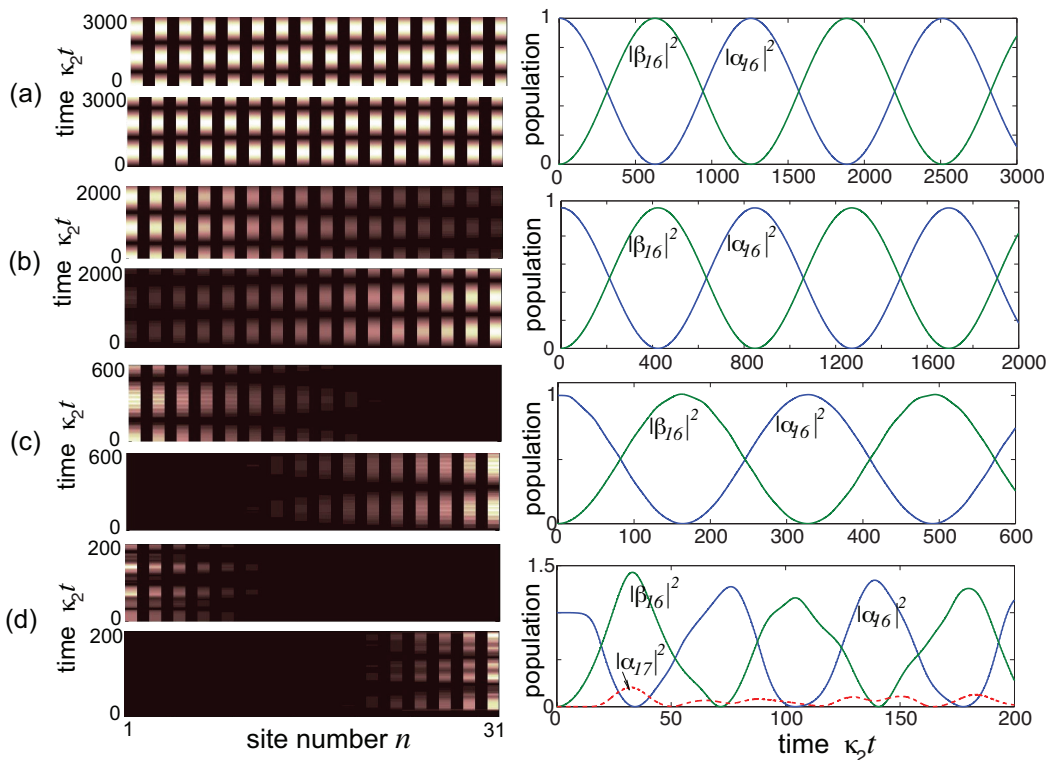 (a)
time κ₂t
3000
0
3000
0
population
1
0
|β₁₆|²
|α₁₆|²
0 500 1000 1500 2000 2500 3000
(b)
time κ₂t
2000
0
2000
0
population
1
0
|β₁₆|²
|α₁₆|²
0 400 800 1200 1600 2000
(c)
time κ₂t
600
0
600
0
population
1
0
|β₁₆|²
|α₁₆|²
0 100 200 300 400 500 600
(d)
time κ₂t
200
0
200
0
1 31
site number n
population
1.5
0
|β₁₆|²
|α₁₆|²
|α₁₇|²
0 50 100 150 200
time κ₂t